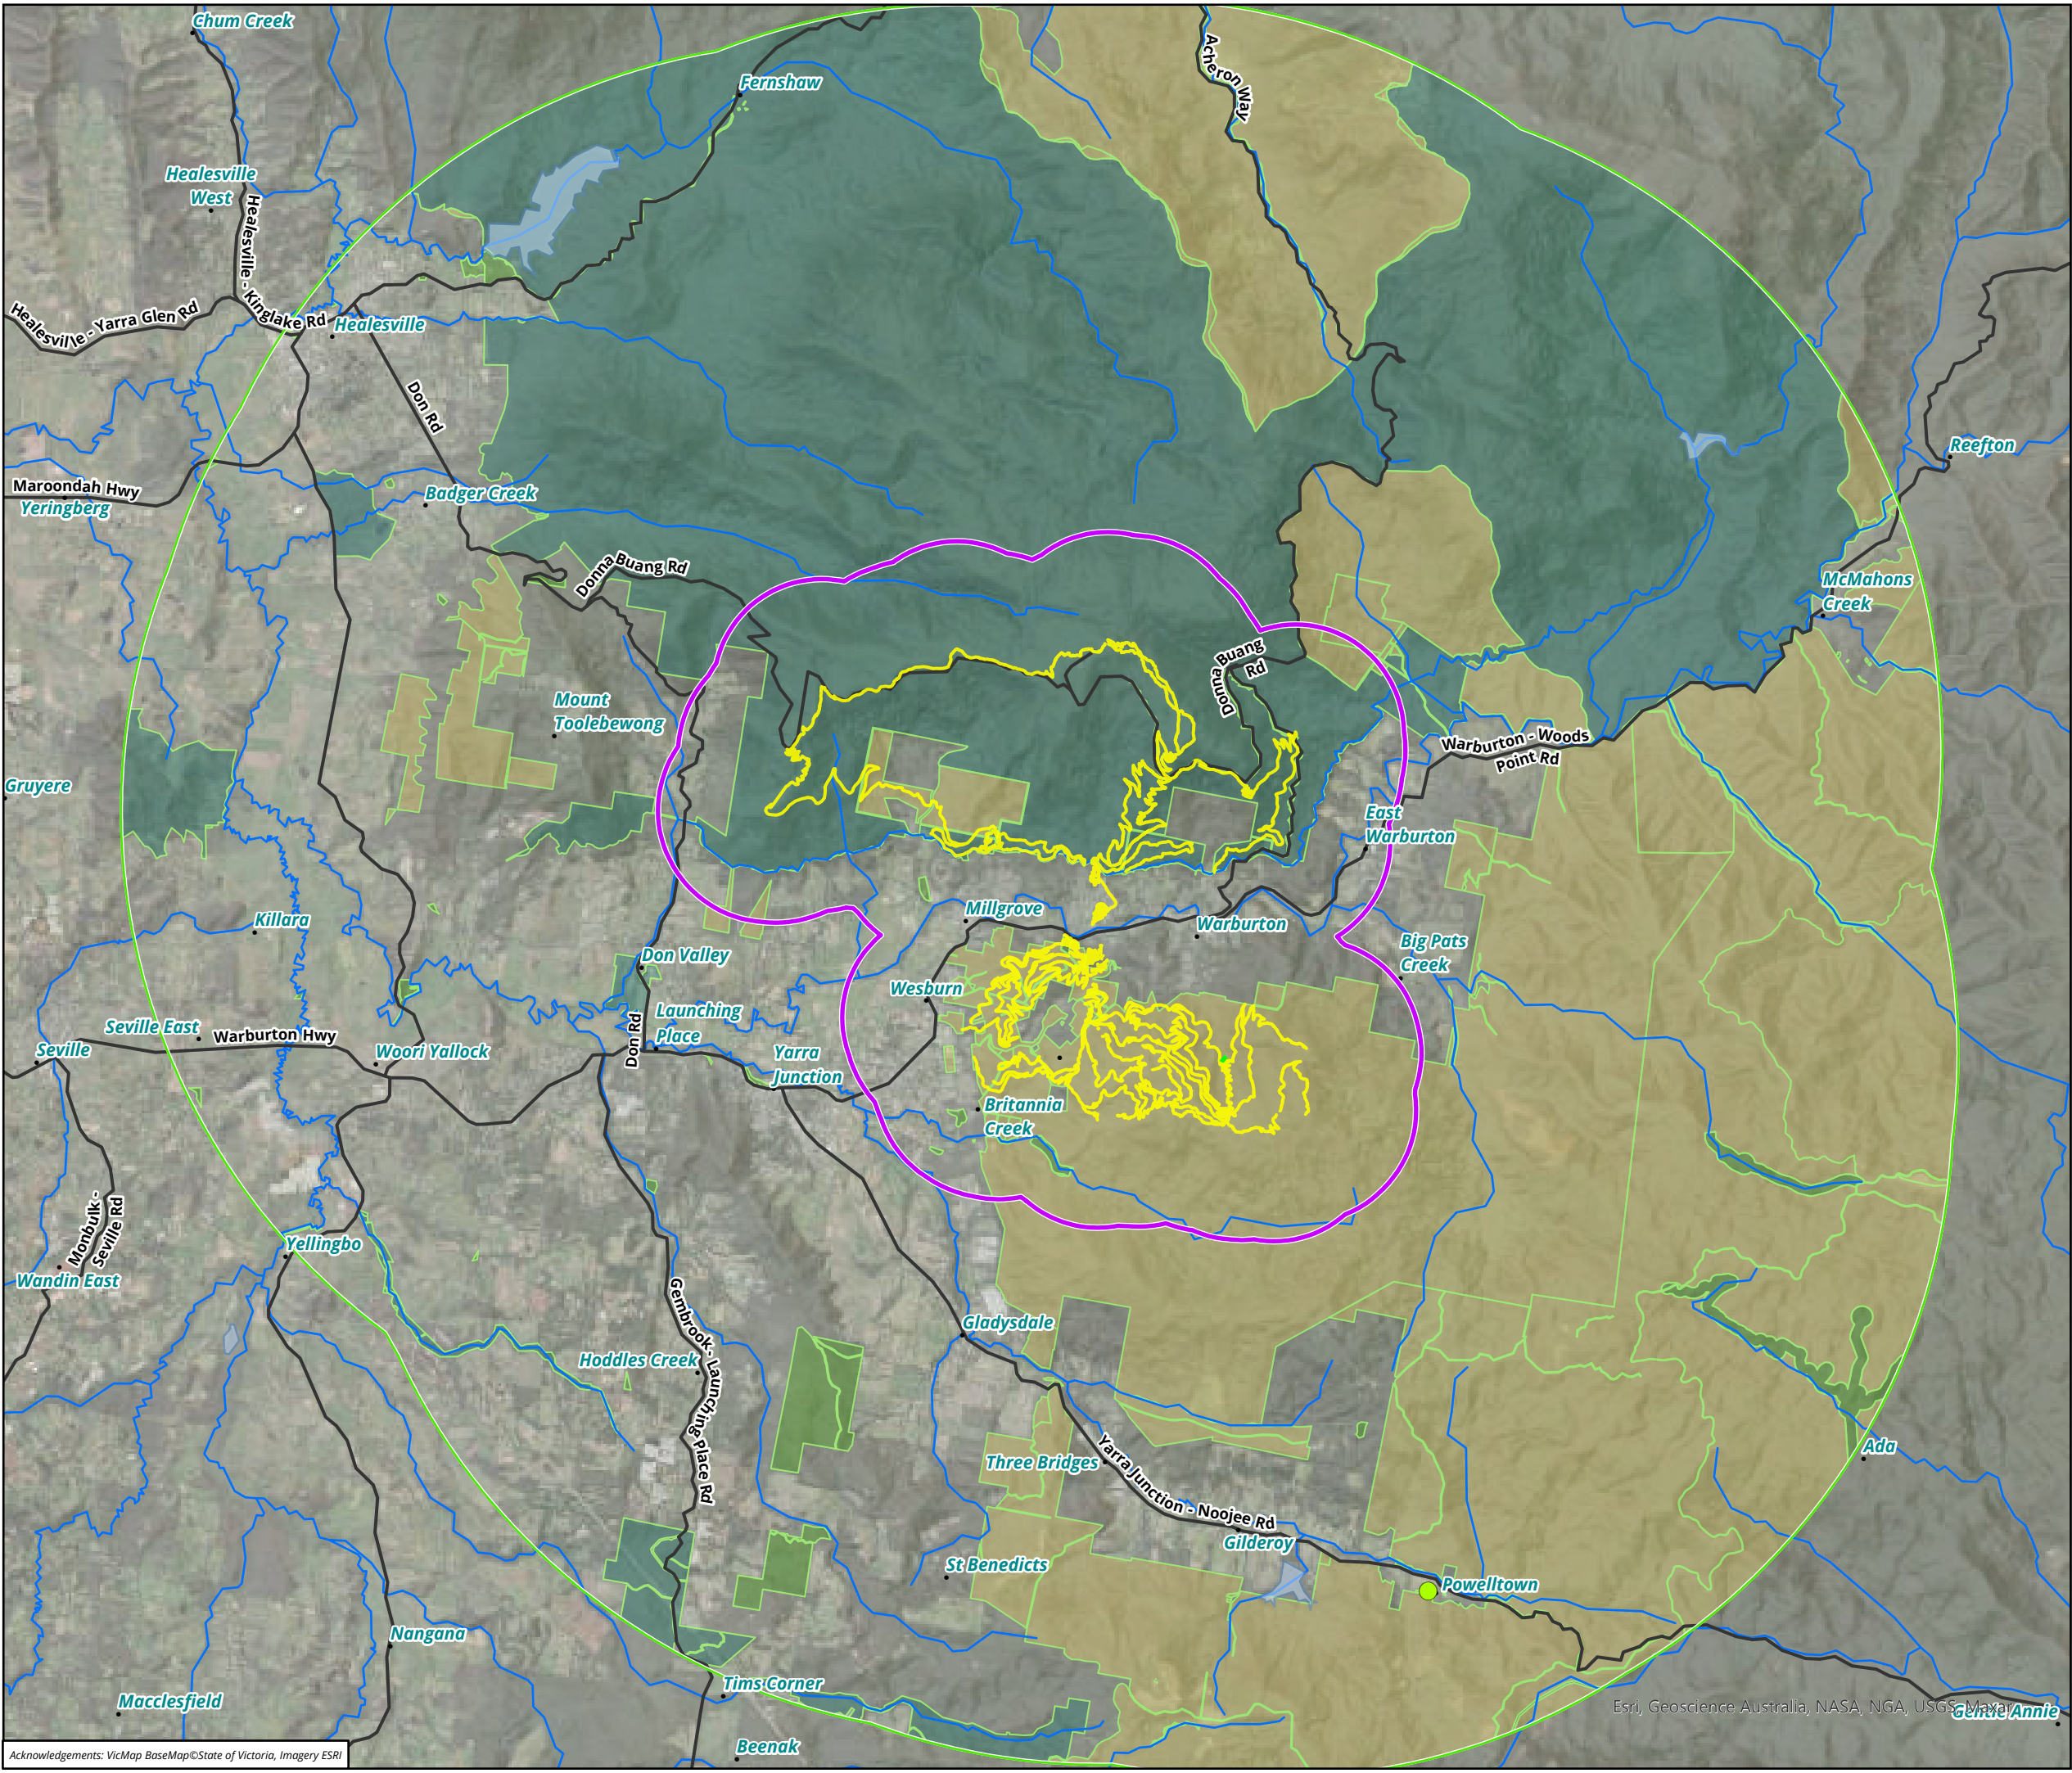 Chum Creek
Fernshaw
Acheron Way
Healesville
West
Healesville - Kinglake Rd
Healesville - Yarra Glen Rd
Healesville
Don Rd
Reefton
Maroondah Hwy
Yeringberg
Badger Creek
Donna Buang Rd
McMahons
Creek
Donna Buang
Rd
Mount
Toolebewong
Warburton - Woods
Point Rd
Gruyere
East
Warburton
Killara
Millgrove
Warburton
Big Pats
Creek
Don Valley
Wesburn
Launching
Place
Don Rd
Seville East
Warburton Hwy
Seville
Woori Yallock
Yarra
Junction
Britannia
Creek
Monbulk -
Seville Rd
Yellingbo
Wandin East
Gembrook - Launching Place Rd
Gladysdale
Hoddles Creek
Three Bridges
Yarra Junction - Noojee Rd
Ada
Gilderoy
St Benedicts
Powelltown
Nangana
Tims Corner
Macclesfield
Esri, Geoscience Australia, NASA, NGA, USGS, Maxar
Gentle Annie
Beenak
Acknowledgements: VicMap BaseMap©State of Victoria, Imagery ESRI